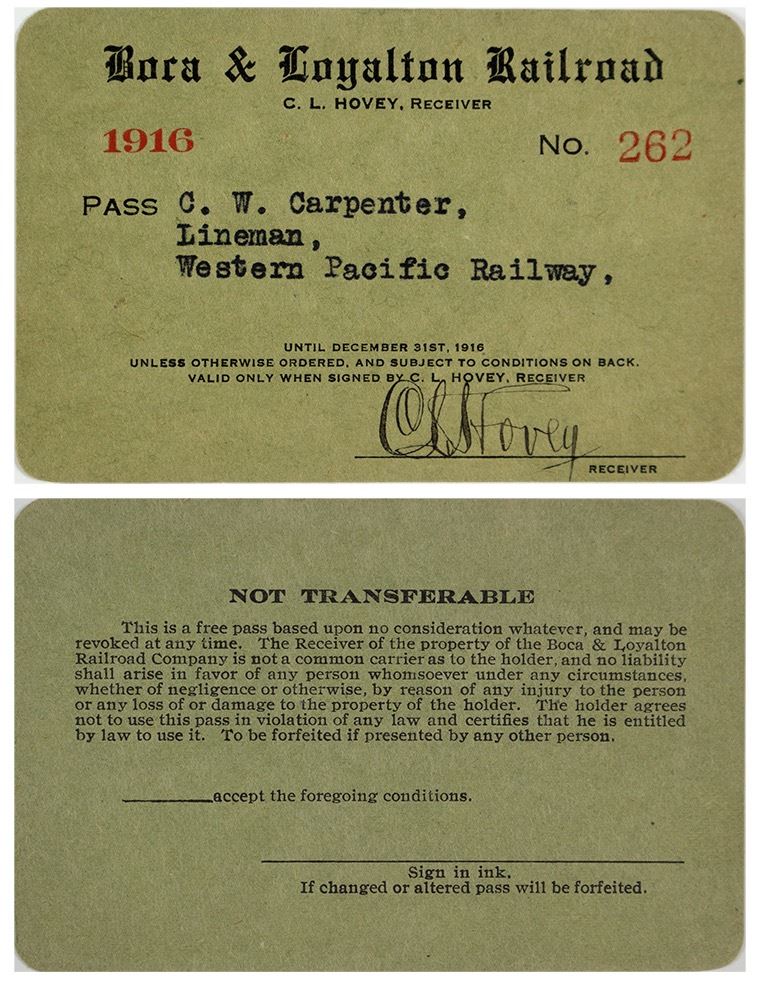 Boca & Loyalton Railroad
C. L. HOVEY, RECEIVER
1916 No. 262
PASS C. W. Carpenter,
Lineman,
Western Pacific Railway,
UNTIL DECEMBER 31ST, 1916
UNLESS OTHERWISE ORDERED, AND SUBJECT TO CONDITIONS ON BACK.
VALID ONLY WHEN SIGNED BY C. L. HOVEY, RECEIVER
C L Hovey
RECEIVER
NOT TRANSFERABLE
This is a free pass based upon no consideration whatever, and may be
revoked at any time. The Receiver of the property of the Boca & Loyalton
Railroad Company is not a common carrier as to the holder, and no liability
shall arise in favor of any person whomsoever under any circumstances,
whether of negligence or otherwise, by reason of any injury to the person
or any loss of or damage to the property of the holder. The holder agrees
not to use this pass in violation of any law and certifies that he is entitled
by law to use it. To be forfeited if presented by any other person.
accept the foregoing conditions.
Sign in ink.
If changed or altered pass will be forfeited.